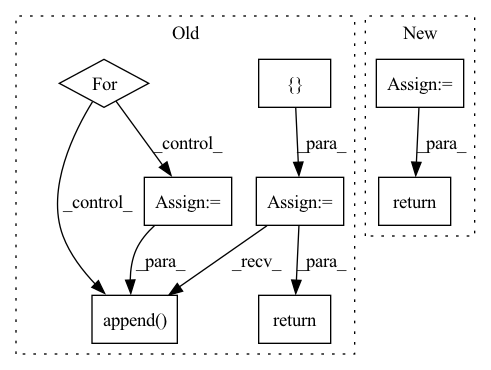 Old
New
For
{}
Assign:=
_control_
_para_
_para_
_control_
Assign:=
Assign:=
return
_para_
_recv_
_para_
append()
return